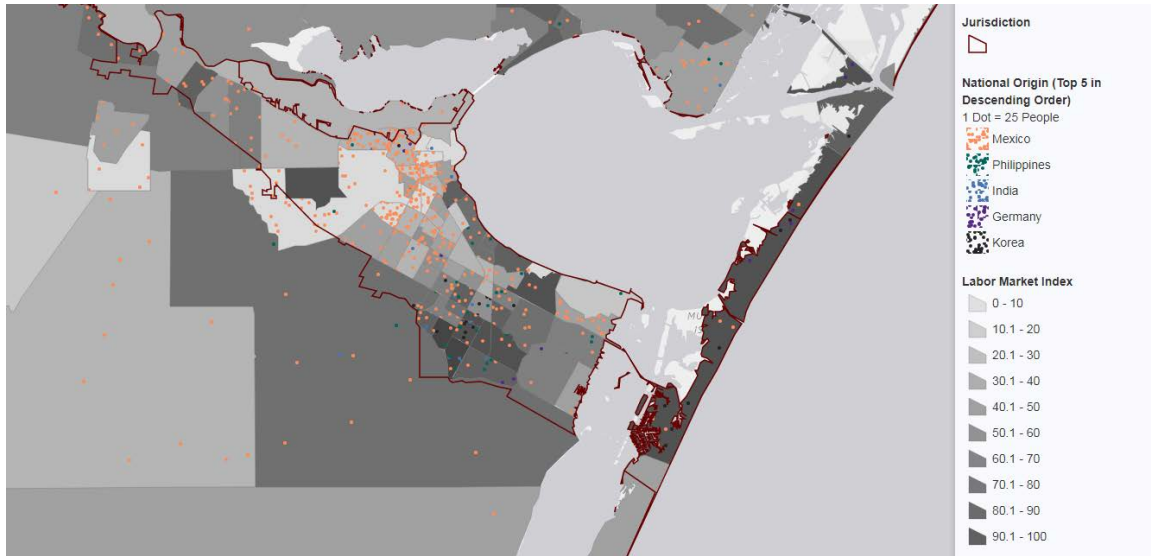 Jurisdiction
National Origin (Top 5 in
Descending Order)
1 Dot = 25 People
Mexico
Philippines
India
Germany
Korea
Labor Market Index
0 - 10
10.1 - 20
20.1 - 30
30.1 - 40
40.1 - 50
50.1 - 60
60.1 - 70
70.1 - 80
80.1 - 90
90.1 - 100